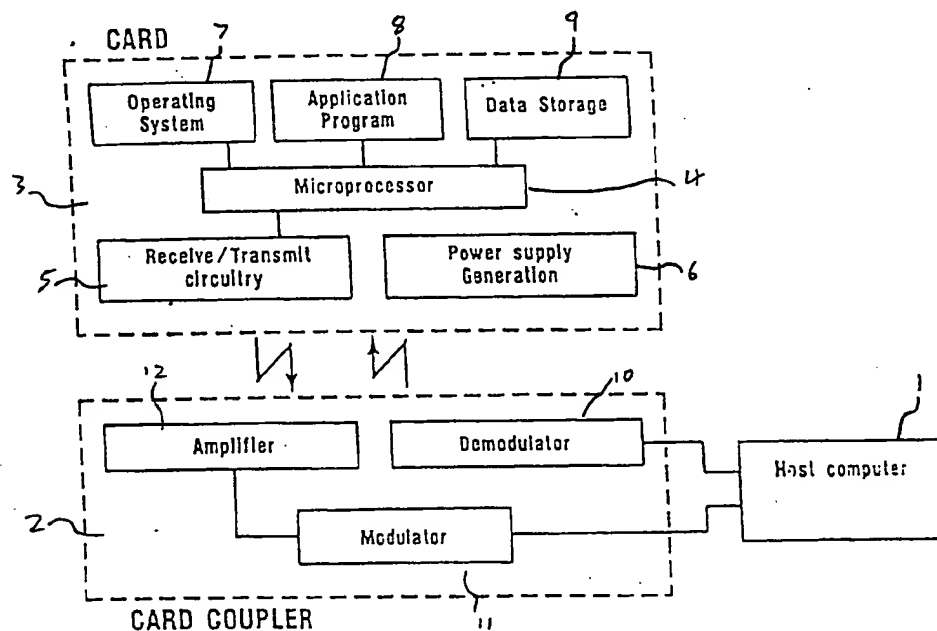 CARD
7
8
9
Operating
System
Application
Program
Data Storage
Microprocessor
3
4
Receive/Transmit
circuitry
Power supply
Generation
5
6
12
10
1
Amplifier
Demodulator
Host computer
2
Modulator
11
CARD COUPLER